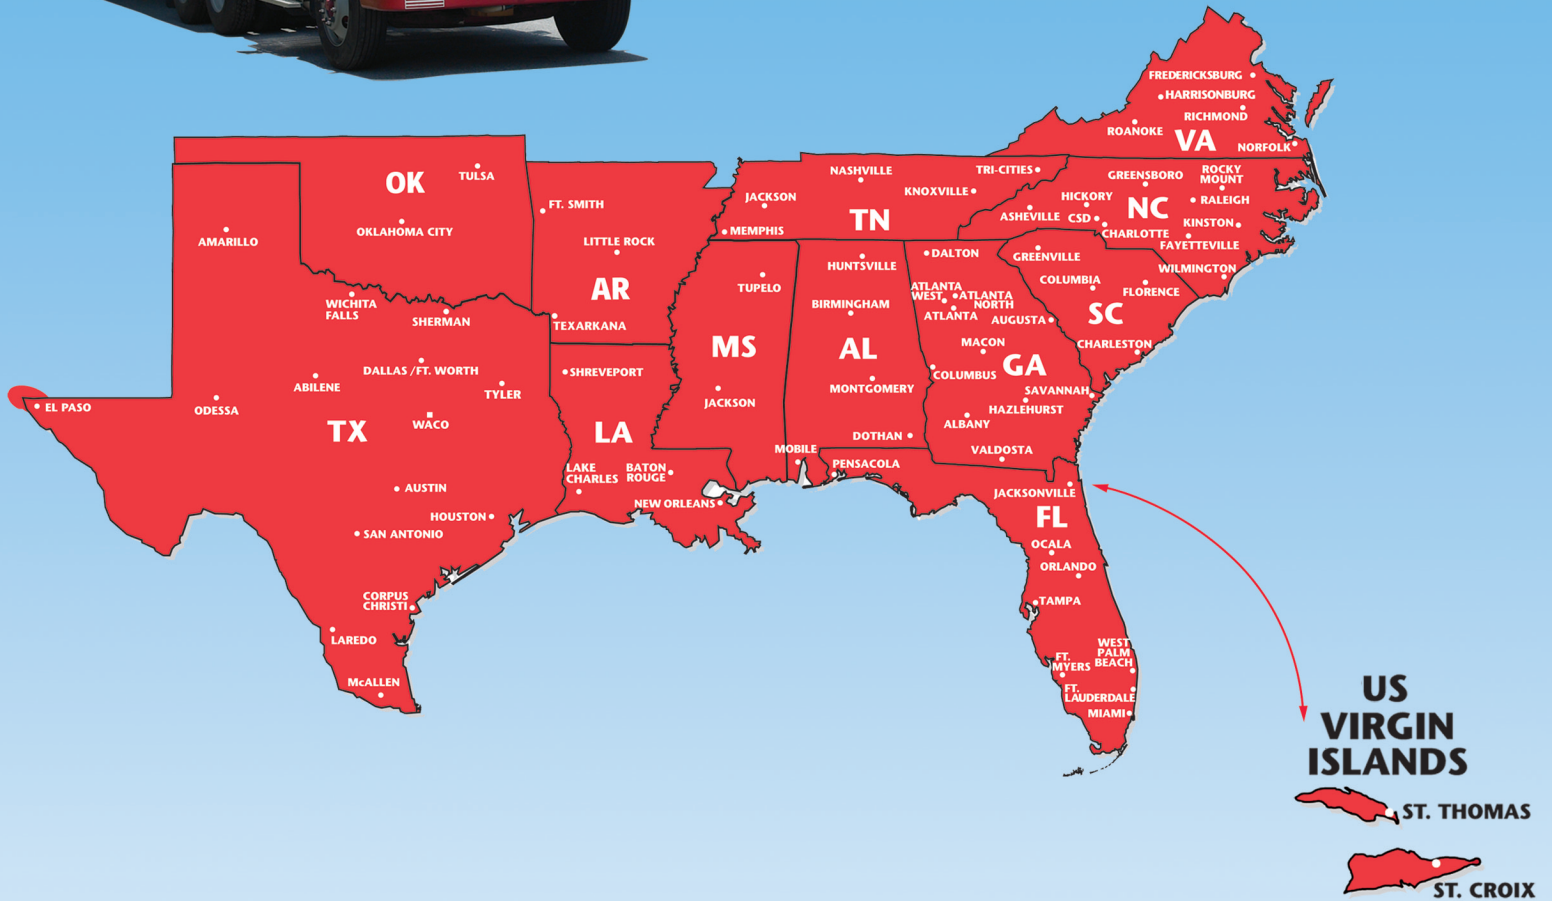 FREDERICKSBURG
HARRISONBURG
RICHMOND
ROANOKE
VA
NORFOLK
OK
TULSA
OKLAHOMA CITY
AMARILLO
FT. SMITH
LITTLE ROCK
AR
TEXARKANA
NASHVILLE
TRI-CITIES
KNOXVILLE
JACKSON
TN
MEMPHIS
GREENSBORO
ROCKY
MOUNT
HICKORY
RALEIGH
NC
ASHEVILLE
CSD
KINSTON
CHARLOTTE
FAYETTEVILLE
WILMINGTON
GREENVILLE
COLUMBIA
FLORENCE
SC
CHARLESTON
WICHITA
FALLS
SHERMAN
DALLAS /FT. WORTH
ABILENE
TYLER
EL PASO
ODESSA
WACO
TX
AUSTIN
HOUSTON
SAN ANTONIO
CORPUS
CHRISTI
LAREDO
McALLEN
SHREVEPORT
LA
LAKE
CHARLES
BATON
ROUGE
NEW ORLEANS
TUPELO
MS
JACKSON
HUNTSVILLE
BIRMINGHAM
AL
MONTGOMERY
DOTHAN
MOBILE
DALTON
ATLANTA
WEST
ATLANTA
NORTH
ATLANTA
AUGUSTA
MACON
GA
COLUMBUS
SAVANNAH
HAZLEHURST
ALBANY
VALDOSTA
PENSACOLA
JACKSONVILLE
FL
OCALA
ORLANDO
TAMPA
WEST
PALM
BEACH
FT.
MYERS
FT.
LAUDERDALE
MIAMI
US
VIRGIN
ISLANDS
ST. THOMAS
ST. CROIX